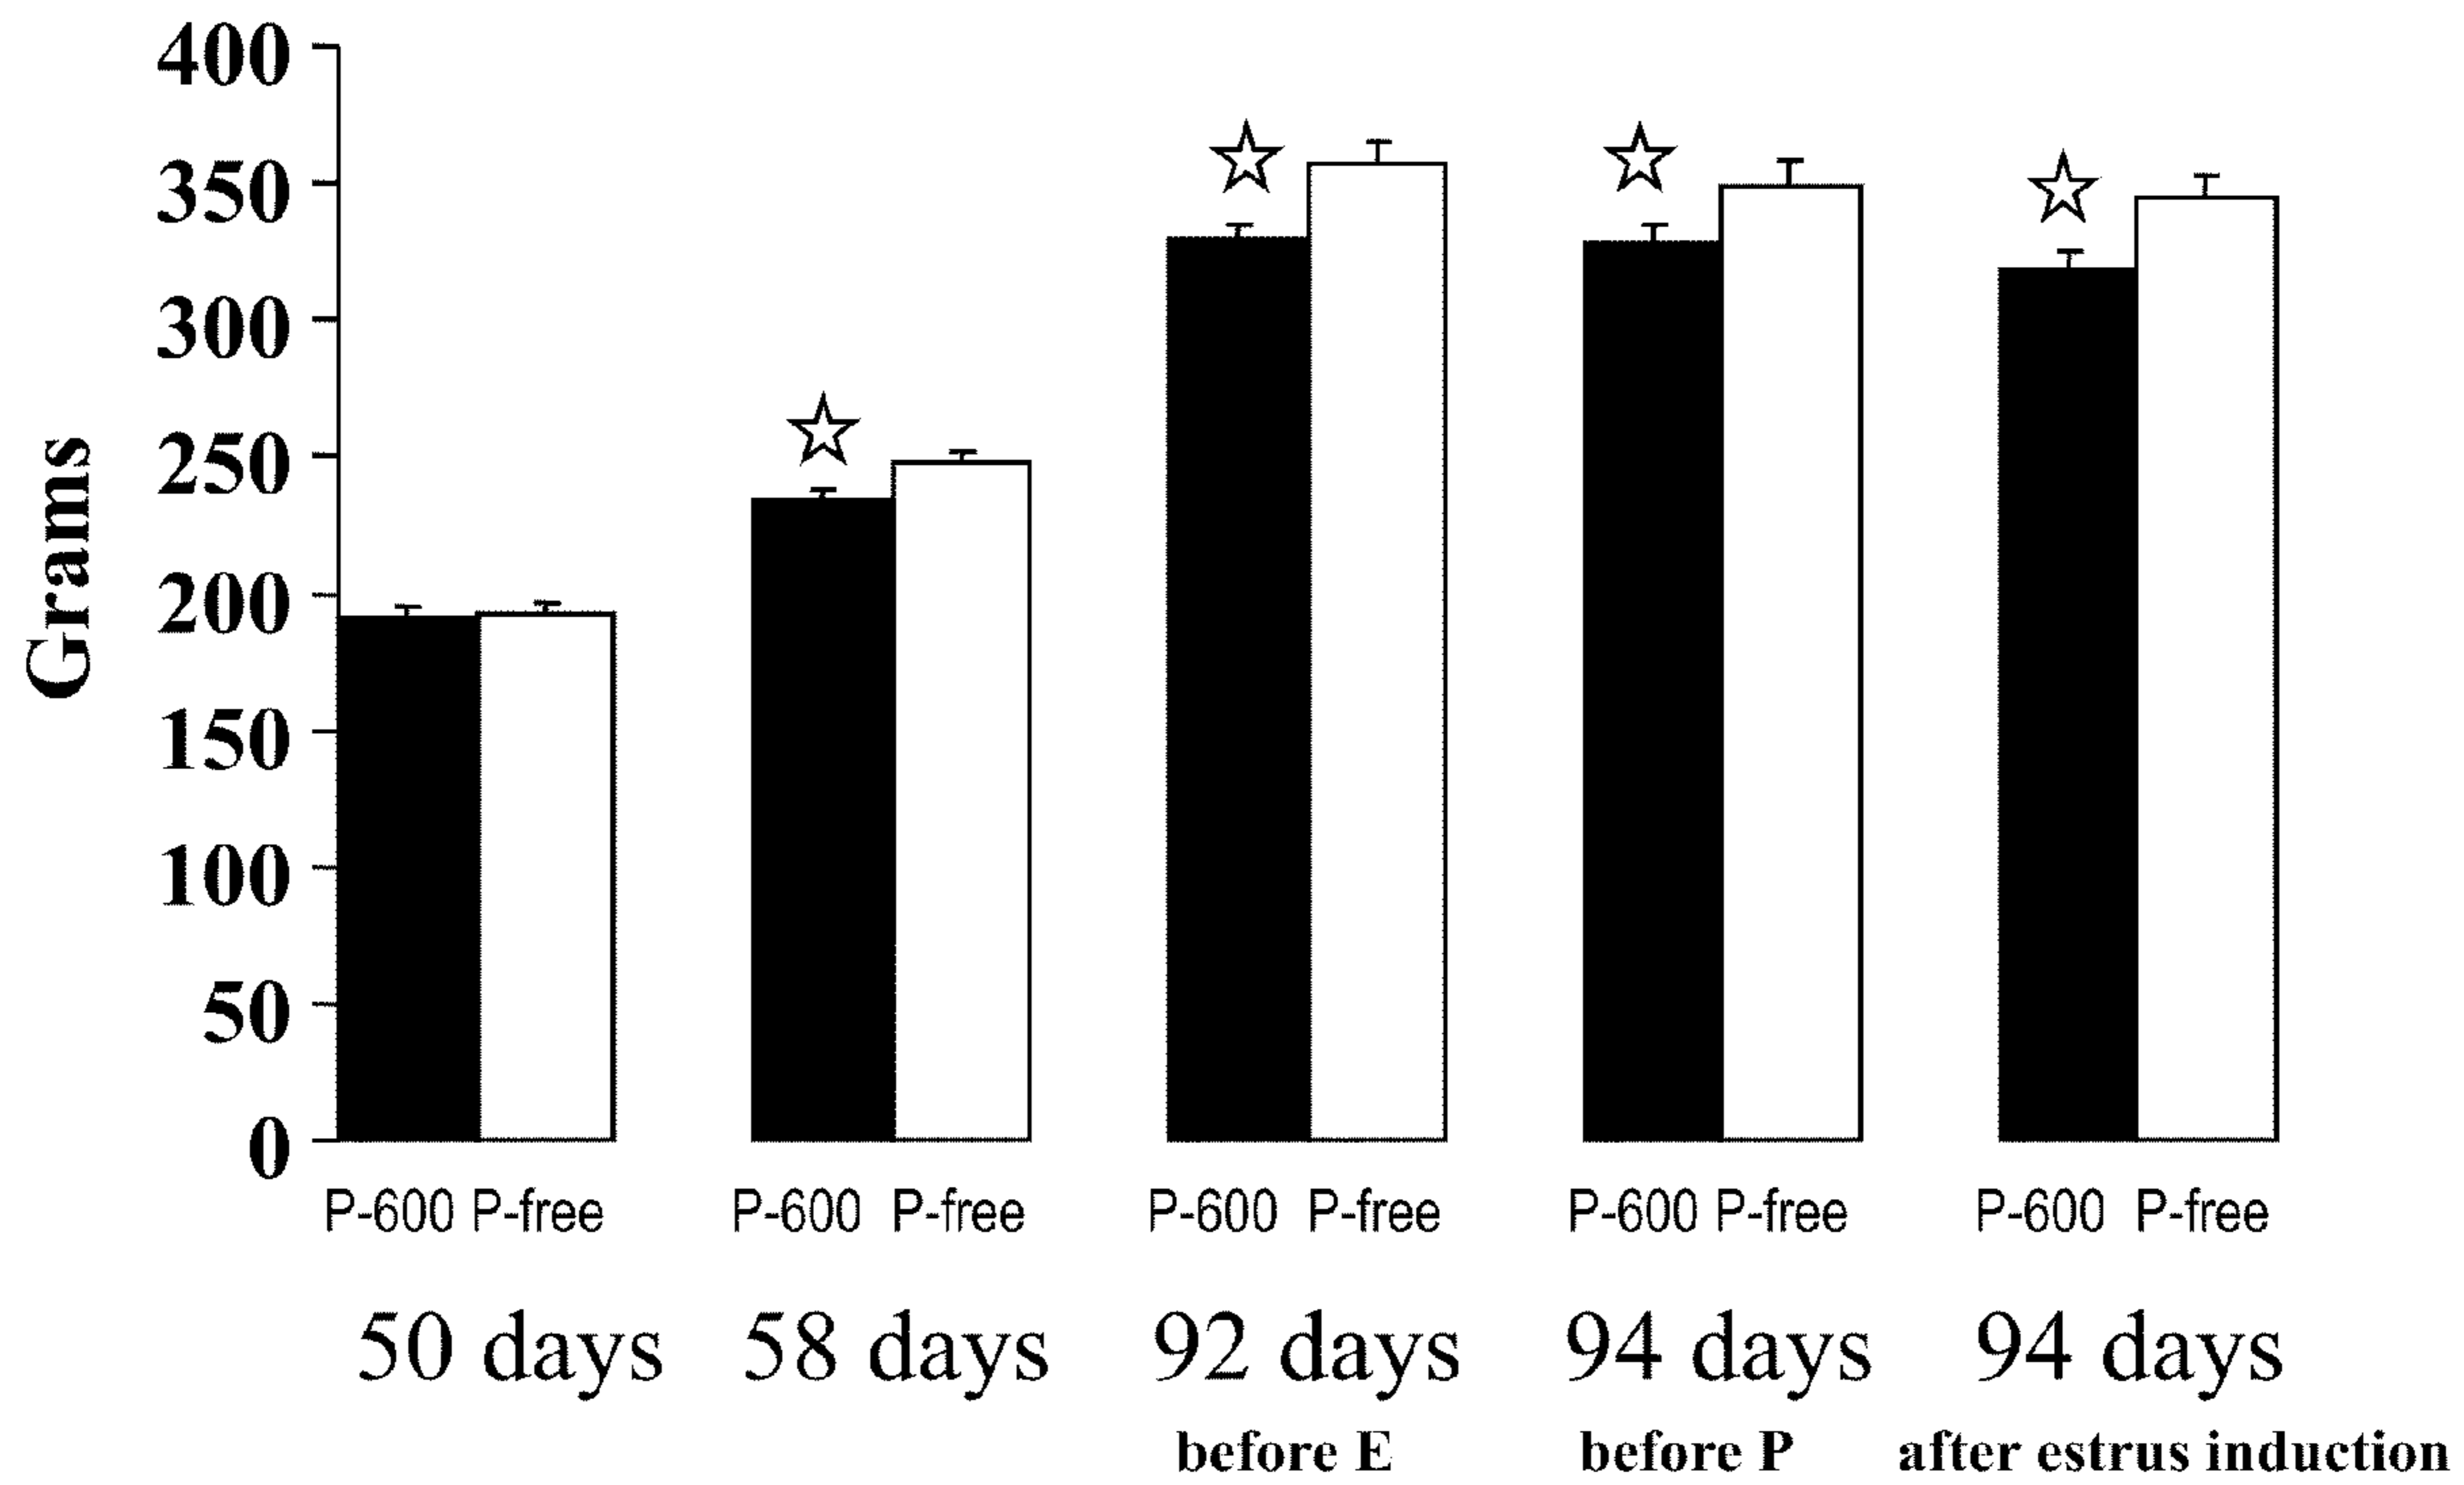 Grams
400
350
300
250
200
150
100
50
0
P-600 P-free P-600 P-free P-600 P-free P-600 P-free P-600 P-free
50 days 58 days 92 days 94 days 94 days
before E before P after estrus induction